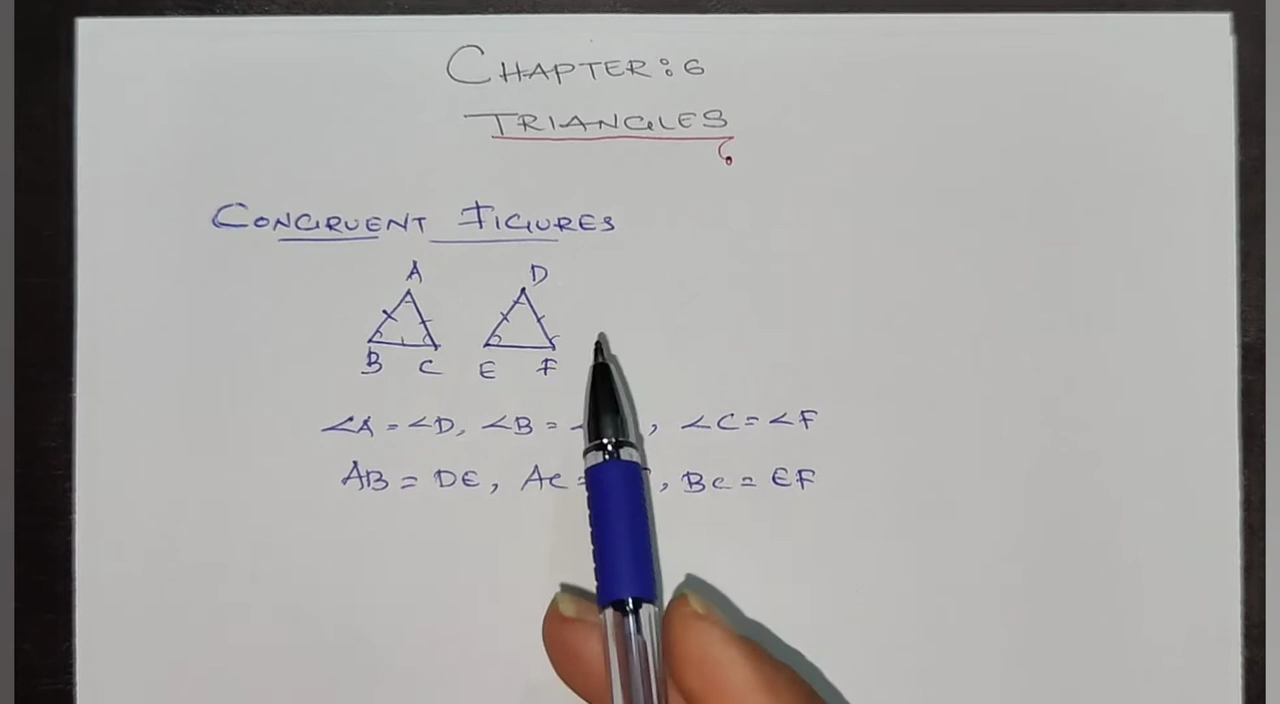 CHAPTER: 6
TRIANGLES
CONGRUENT FIGURES
A D
B C E F
∠A = ∠D, ∠B = ∠ , ∠C = ∠F
AB = DE, AC = , BC = EF